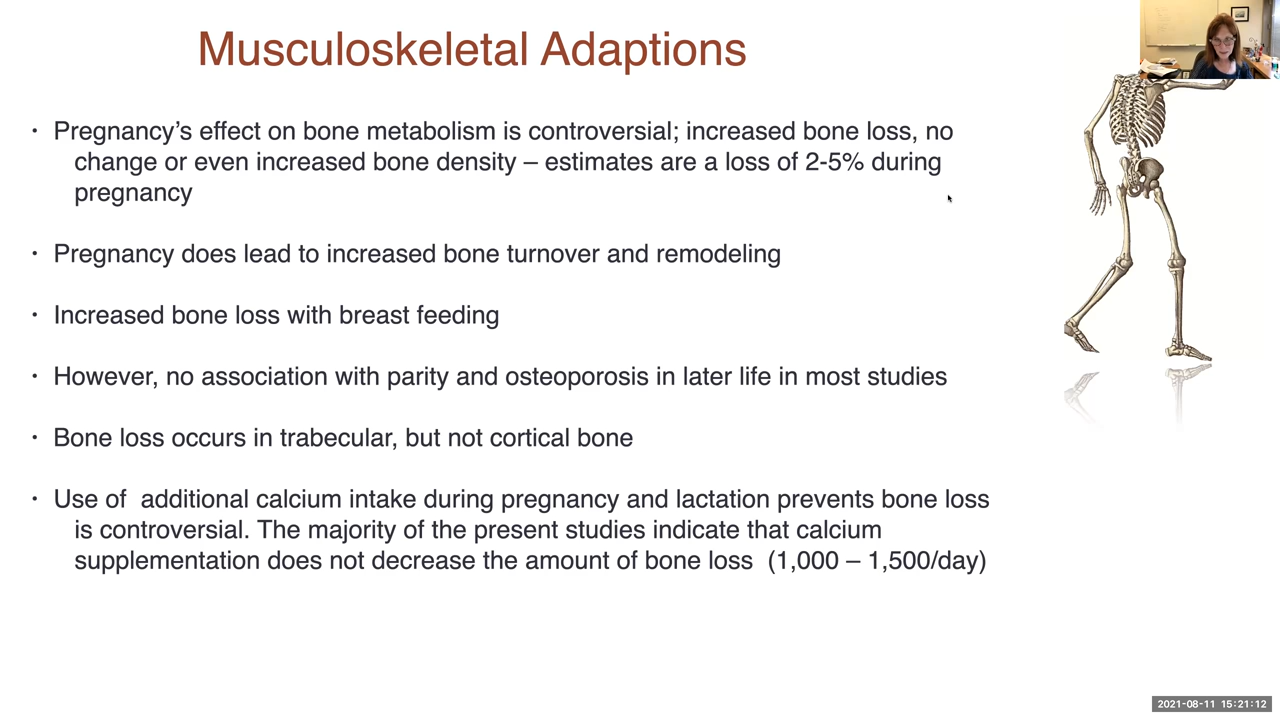 Musculoskeletal Adaptions
• Pregnancy’s effect on bone metabolism is controversial; increased bone loss, no
change or even increased bone density – estimates are a loss of 2-5% during
pregnancy
• Pregnancy does lead to increased bone turnover and remodeling
• Increased bone loss with breast feeding
• However, no association with parity and osteoporosis in later life in most studies
• Bone loss occurs in trabecular, but not cortical bone
• Use of  additional calcium intake during pregnancy and lactation prevents bone loss
is controversial. The majority of the present studies indicate that calcium
supplementation does not decrease the amount of bone loss  (1,000 – 1,500/day)
2021-08-11 15:21:12